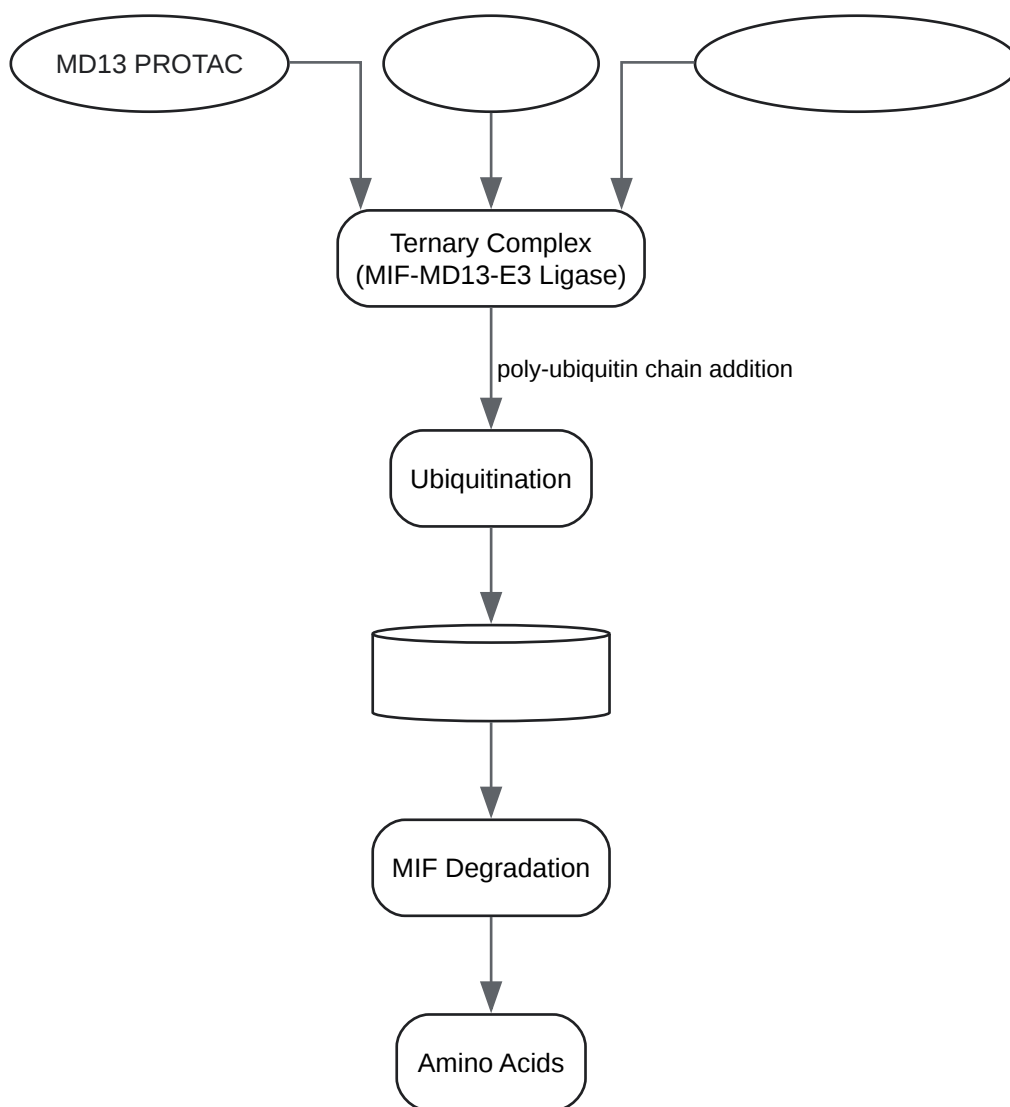 MD13 PROTAC
Ternary Complex
(MIF-MD13-E3 Ligase)
poly-ubiquitin chain addition
Ubiquitination
MIF Degradation
Amino Acids